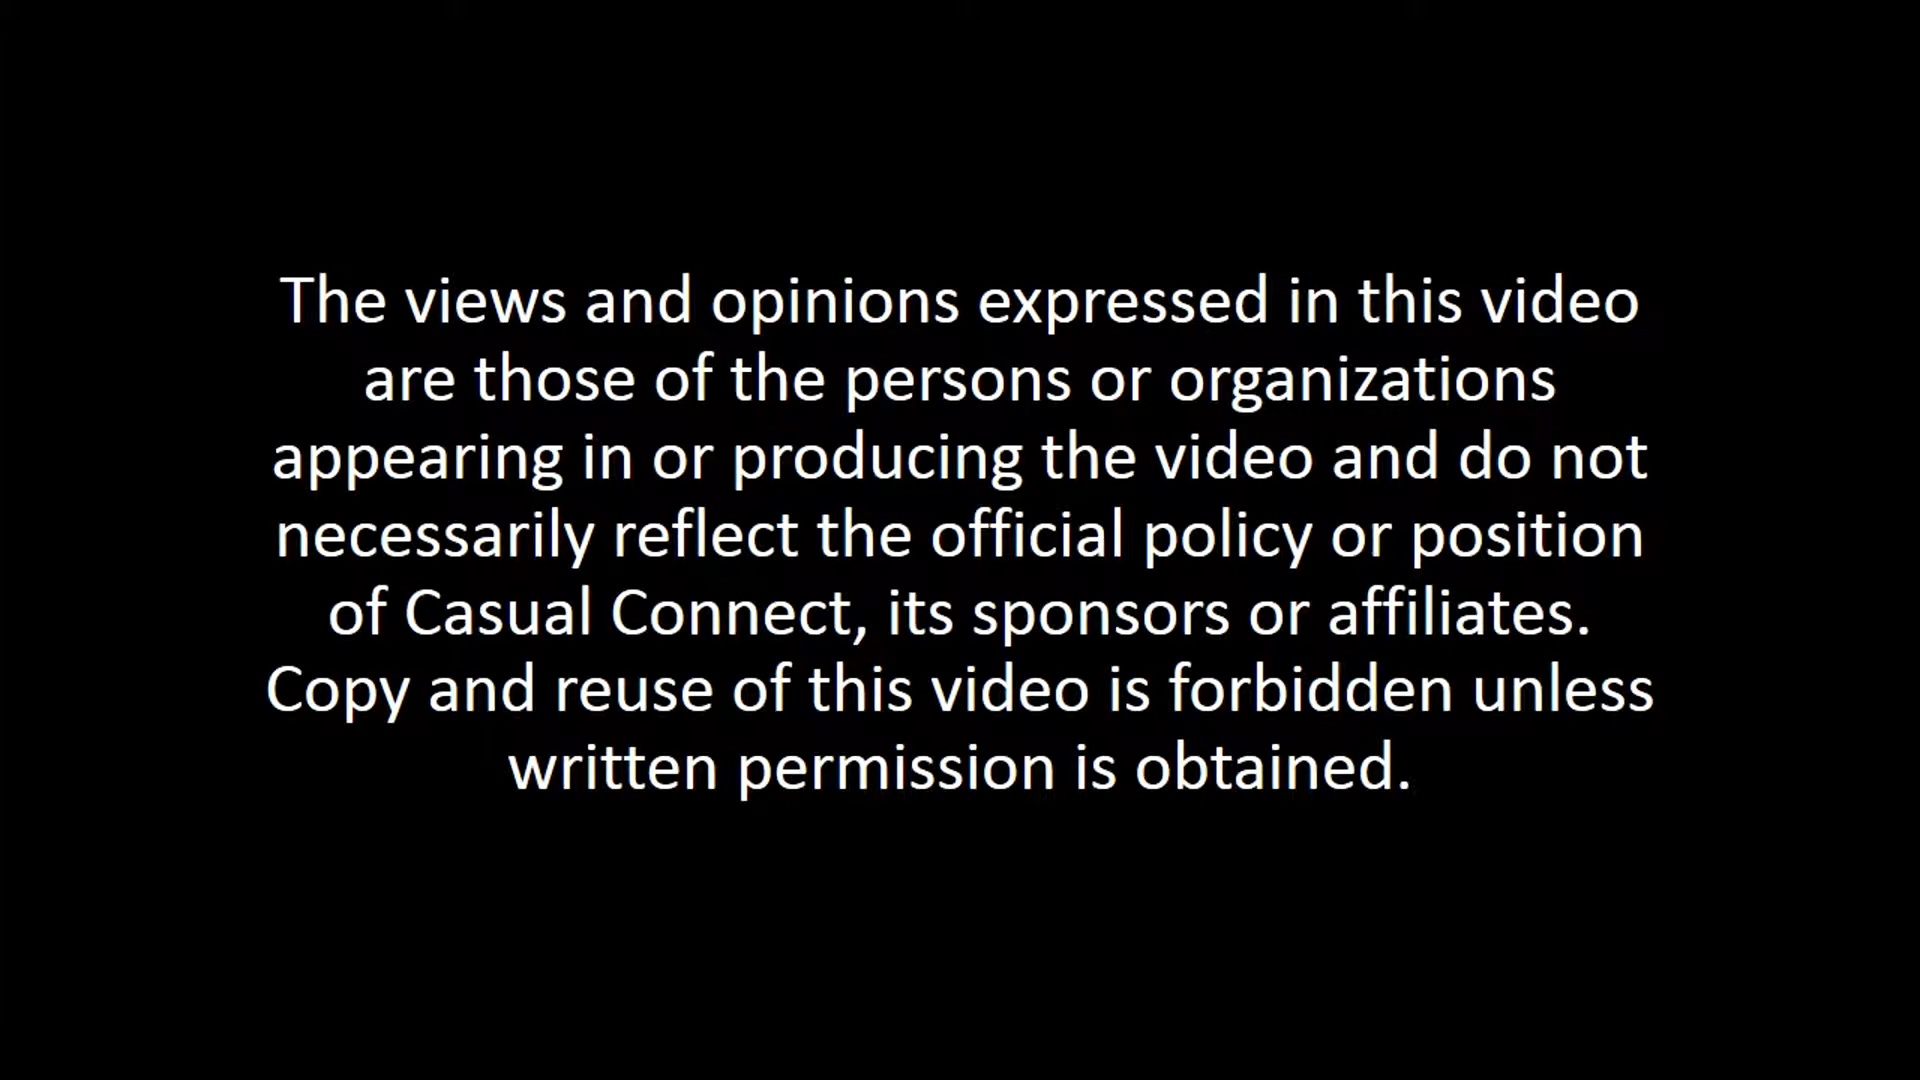 The views and opinions expressed in this video
are those of the persons or organizations
appearing in or producing the video and do not
necessarily reflect the official policy or position
of Casual Connect, its sponsors or affiliates.
Copy and reuse of this video is forbidden unless
written permission is obtained.